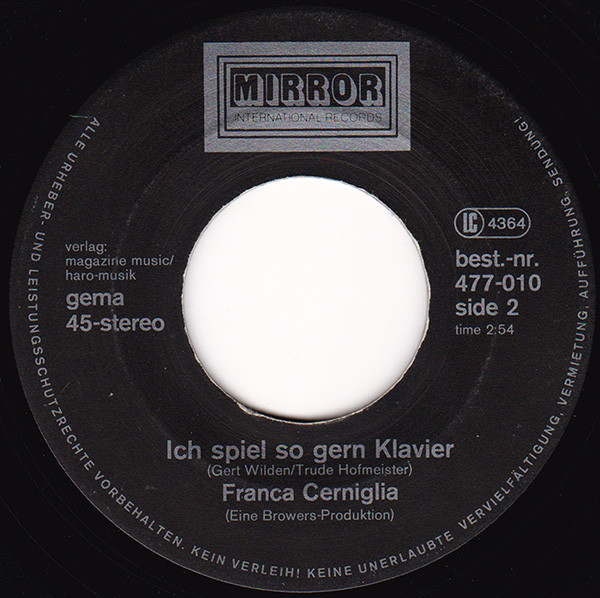 MIRROR
INTERNATIONAL RECORDS
verlag:
magazine music/
haro-musik
gema
45-stereo
LC 4364
best.-nr.
477-010
side 2
time 2:54
Ich spiel so gern Klavier
(Gert Wilden/Trude Hofmeister)
Franca Cerniglia
(Eine Browers-Produktion)
ALLE URHEBER- UND LEISTUNGSSCHUTZRECHTE VORBEHALTEN. KEIN VERLEIH! KEINE UNERLAUBTE VERVIELFÄLTIGUNG, VERMIETUNG, AUFFÜHRUNG, SENDUNG!